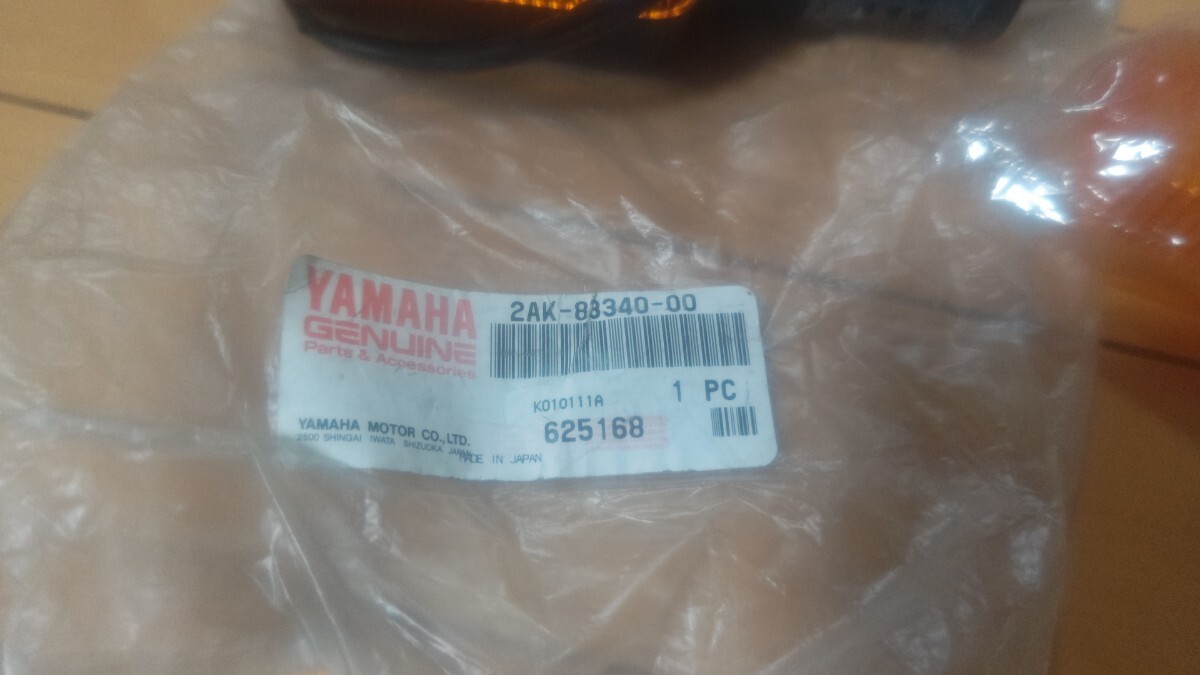 YAMAHA
GENUINE
Parts & Accessories
2AK-83340-00
K010111A
1 PC
625168
YAMAHA MOTOR CO.,LTD.
2500 SHINGAI IWATA SHIZUOKA JAPAN
MADE IN JAPAN